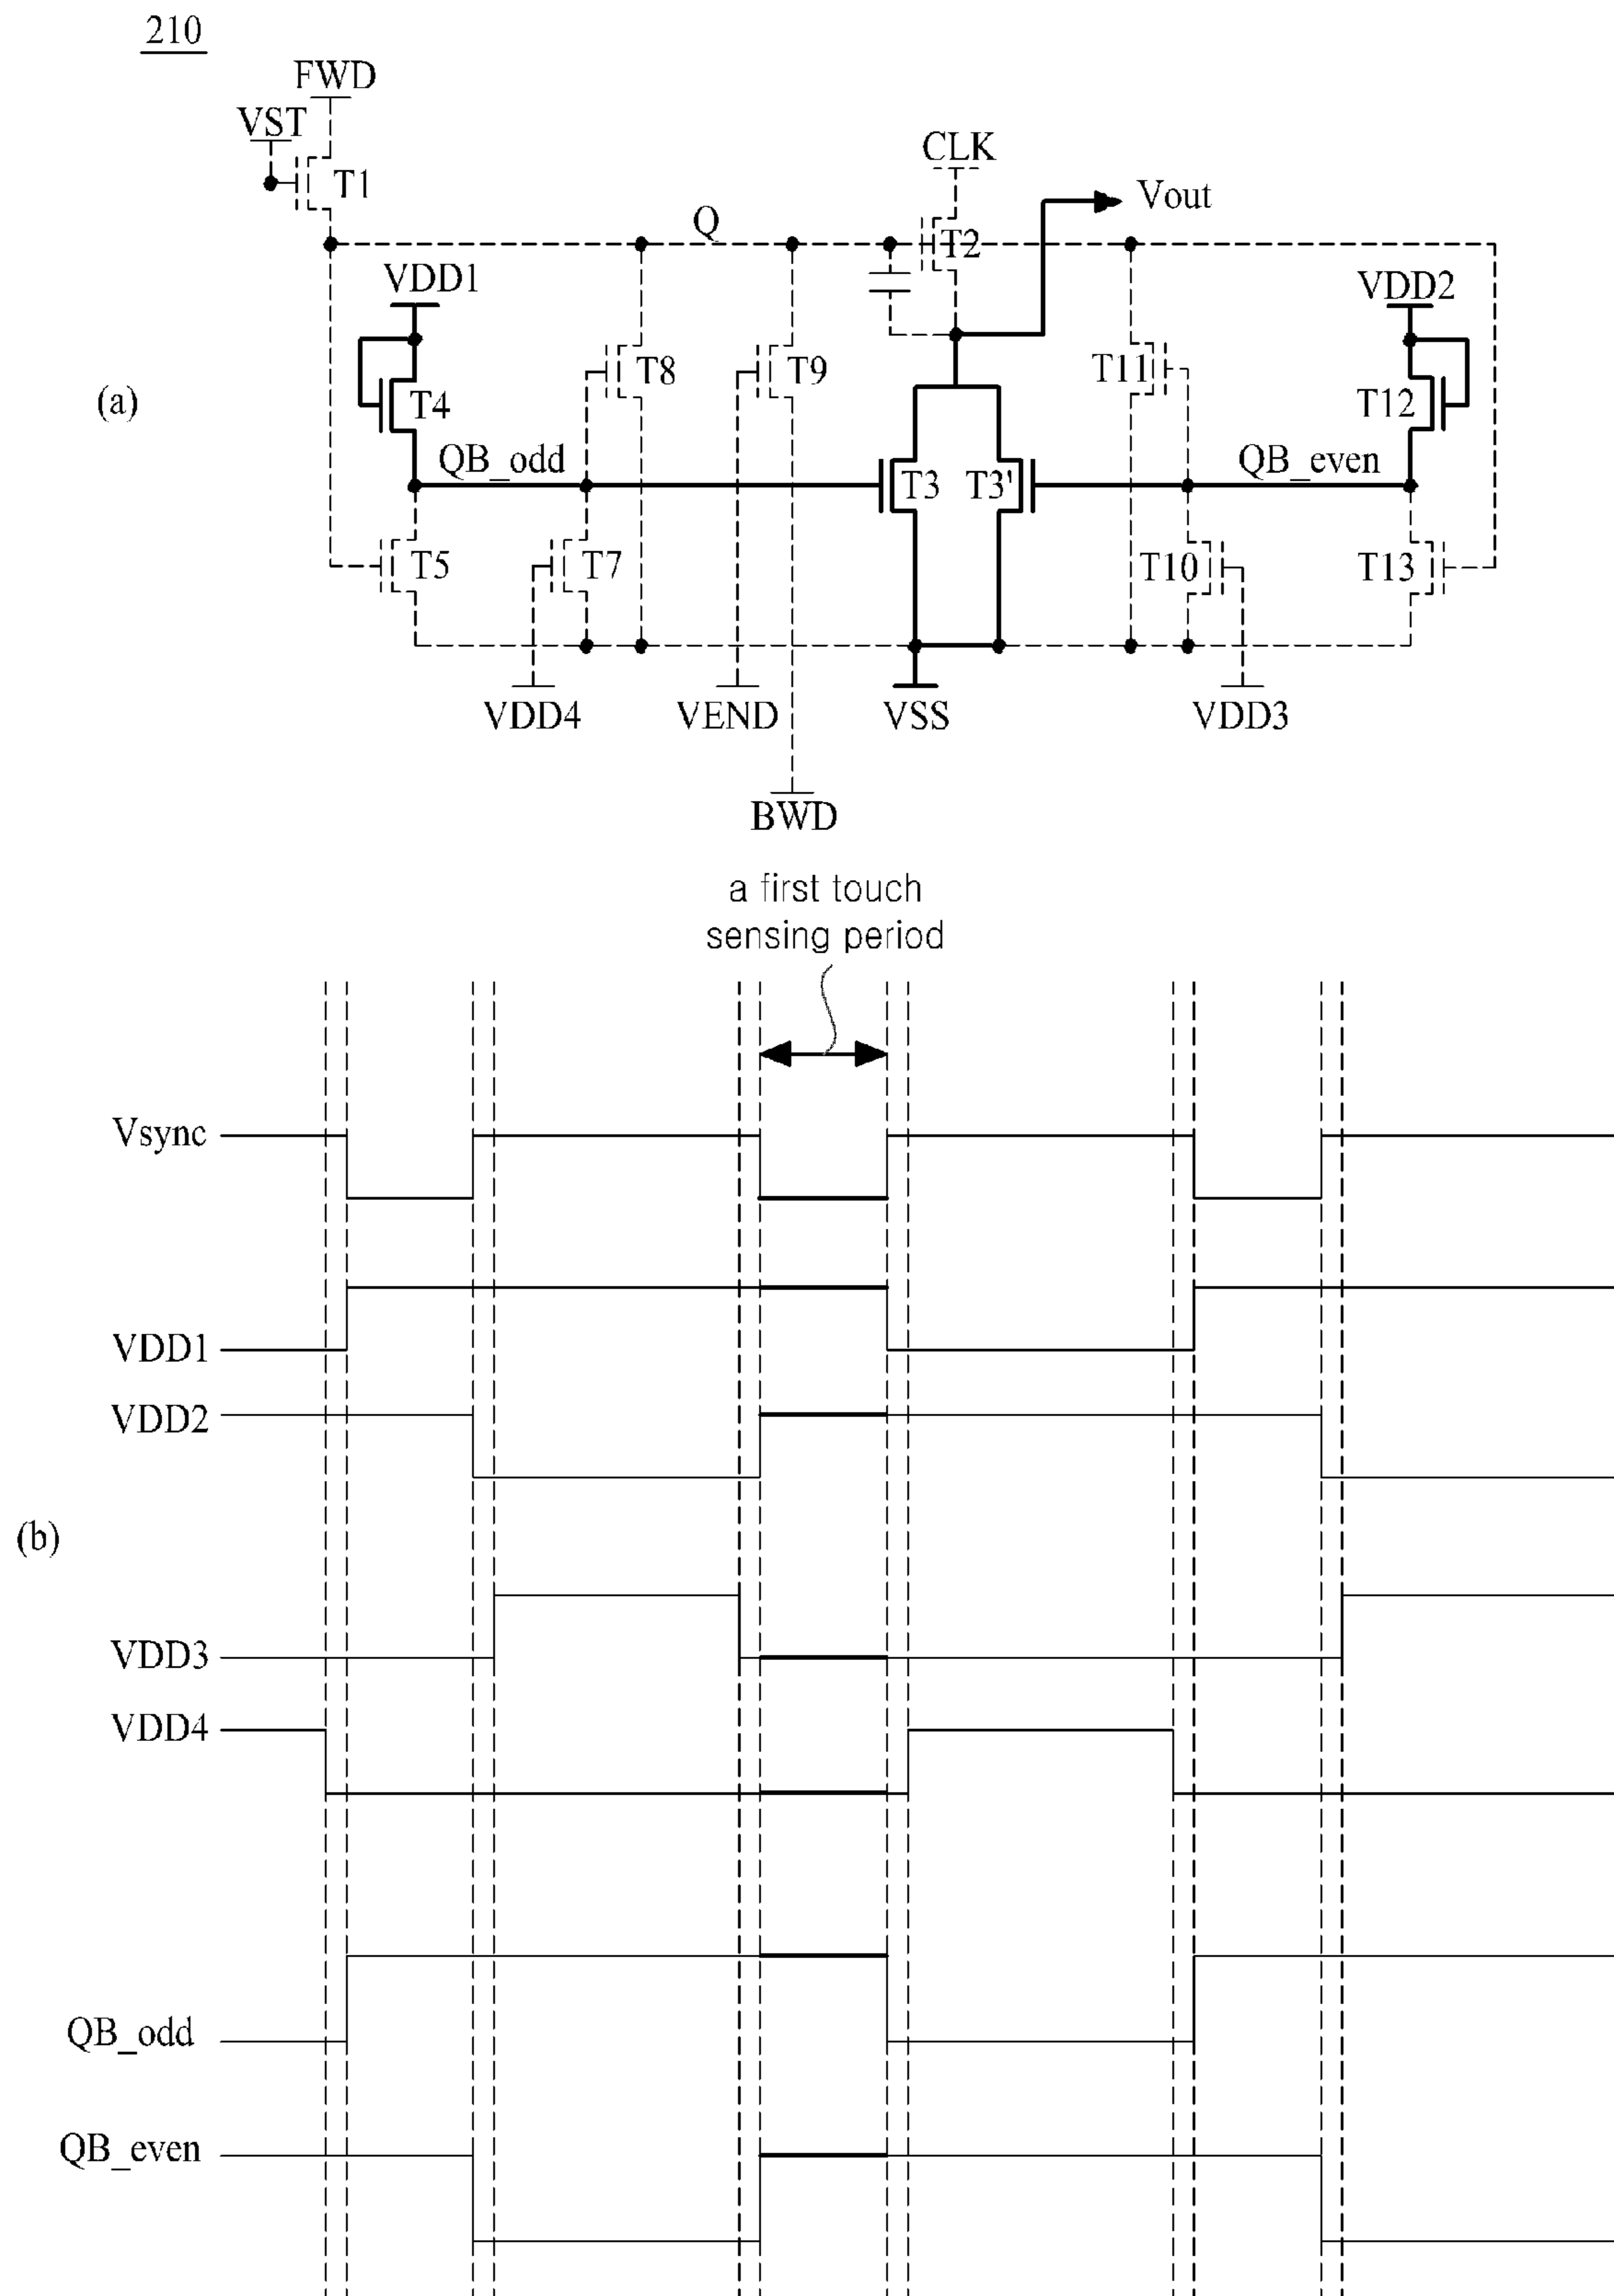 210
FWD
VST
T1
CLK
Vout
Q
T2
VDD1
VDD2
T8
T9
T11
(a)
T4
T12
QB_odd
QB_even
T3
T3'
T5
T7
T10
T13
VDD4
VEND
VSS
VDD3
BWD
a first touch
sensing period
Vsync
VDD1
VDD2
(b)
VDD3
VDD4
QB_odd
QB_even